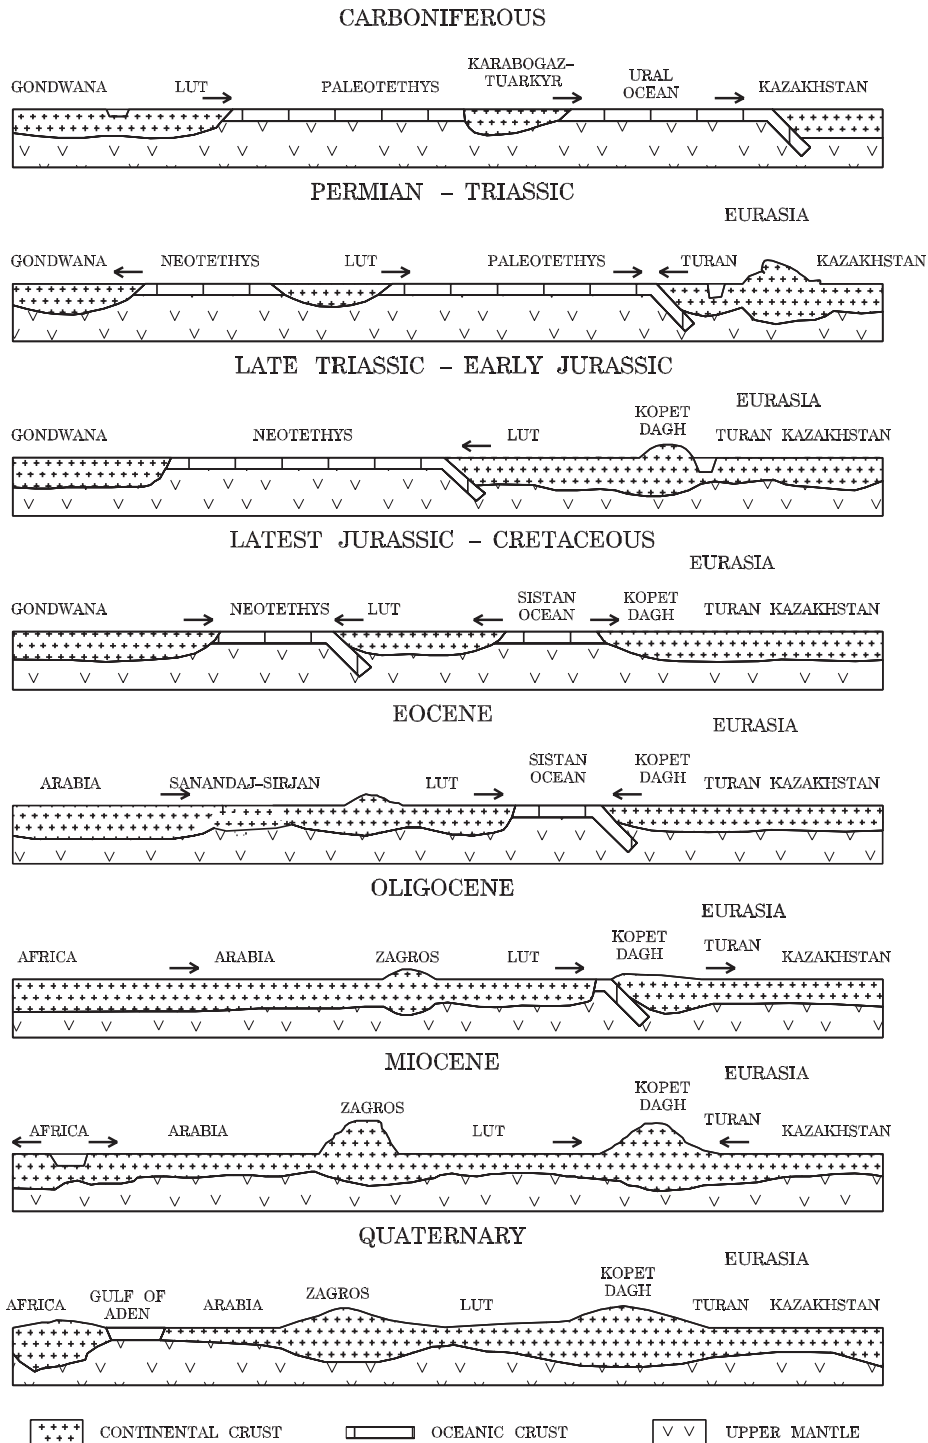 CARBONIFEROUS
KARABOGAZ–
GONDWANA LUT PALEOTETHYS TUARKYR URAL KAZAKHSTAN
OCEAN
PERMIAN – TRIASSIC
EURASIA
GONDWANA NEOTETHYS LUT PALEOTETHYS TURAN KAZAKHSTAN
LATE TRIASSIC – EARLY JURASSIC
EURASIA
KOPET
GONDWANA NEOTETHYS LUT DAGH TURAN KAZAKHSTAN
LATEST JURASSIC – CRETACEOUS
EURASIA
SISTAN KOPET
GONDWANA NEOTETHYS LUT OCEAN DAGH TURAN KAZAKHSTAN
EOCENE
EURASIA
SISTAN KOPET
ARABIA SANANDAJ–SIRJAN LUT OCEAN DAGH TURAN KAZAKHSTAN
OLIGOCENE
EURASIA
KOPET TURAN
AFRICA ARABIA ZAGROS LUT DAGH KAZAKHSTAN
MIOCENE
EURASIA
KOPET
ZAGROS DAGH TURAN
AFRICA ARABIA LUT KAZAKHSTAN
QUATERNARY
EURASIA
KOPET
GULF OF ZAGROS DAGH
AFRICA ADEN ARABIA LUT TURAN KAZAKHSTAN
CONTINENTAL CRUST OCEANIC CRUST UPPER MANTLE